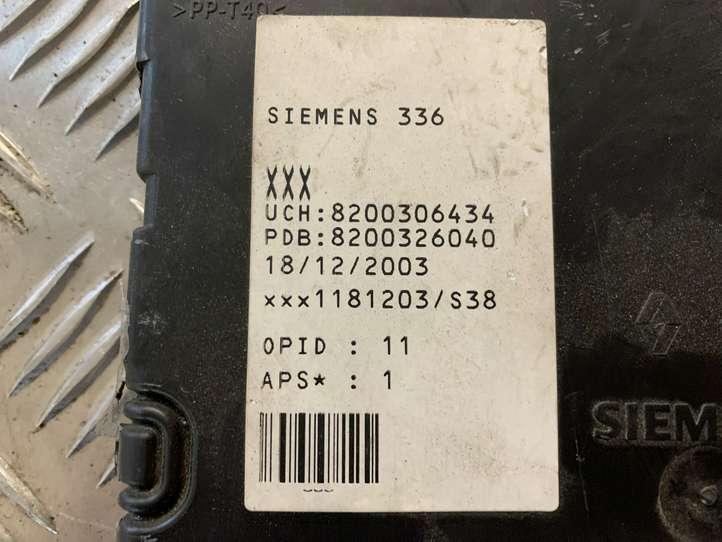 >PP-T40<
SIEMENS 336
XXX
UCH:8200306434
PDB:8200326040
18/12/2003
xxx1181203/S38
OPID : 11
APS* : 1
SIEM